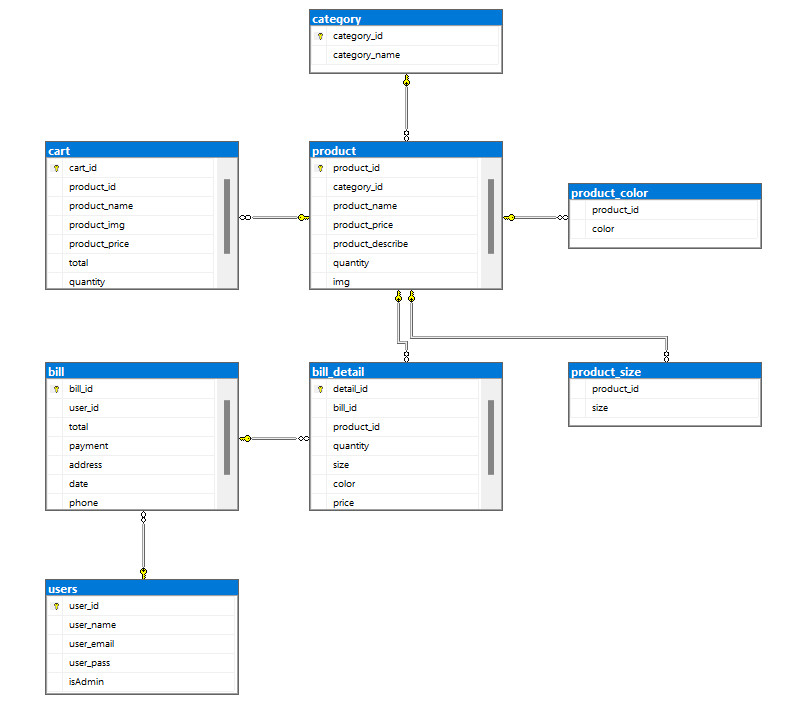 category
category_id
category_name
cart
cart_id
product_id
product_name
product_img
product_price
total
quantity
product
product_id
category_id
product_name
product_price
product_describe
quantity
img
product_color
product_id
color
bill
bill_id
user_id
total
payment
address
date
phone
bill_detail
detail_id
bill_id
product_id
quantity
size
color
price
product_size
product_id
size
users
user_id
user_name
user_email
user_pass
isAdmin